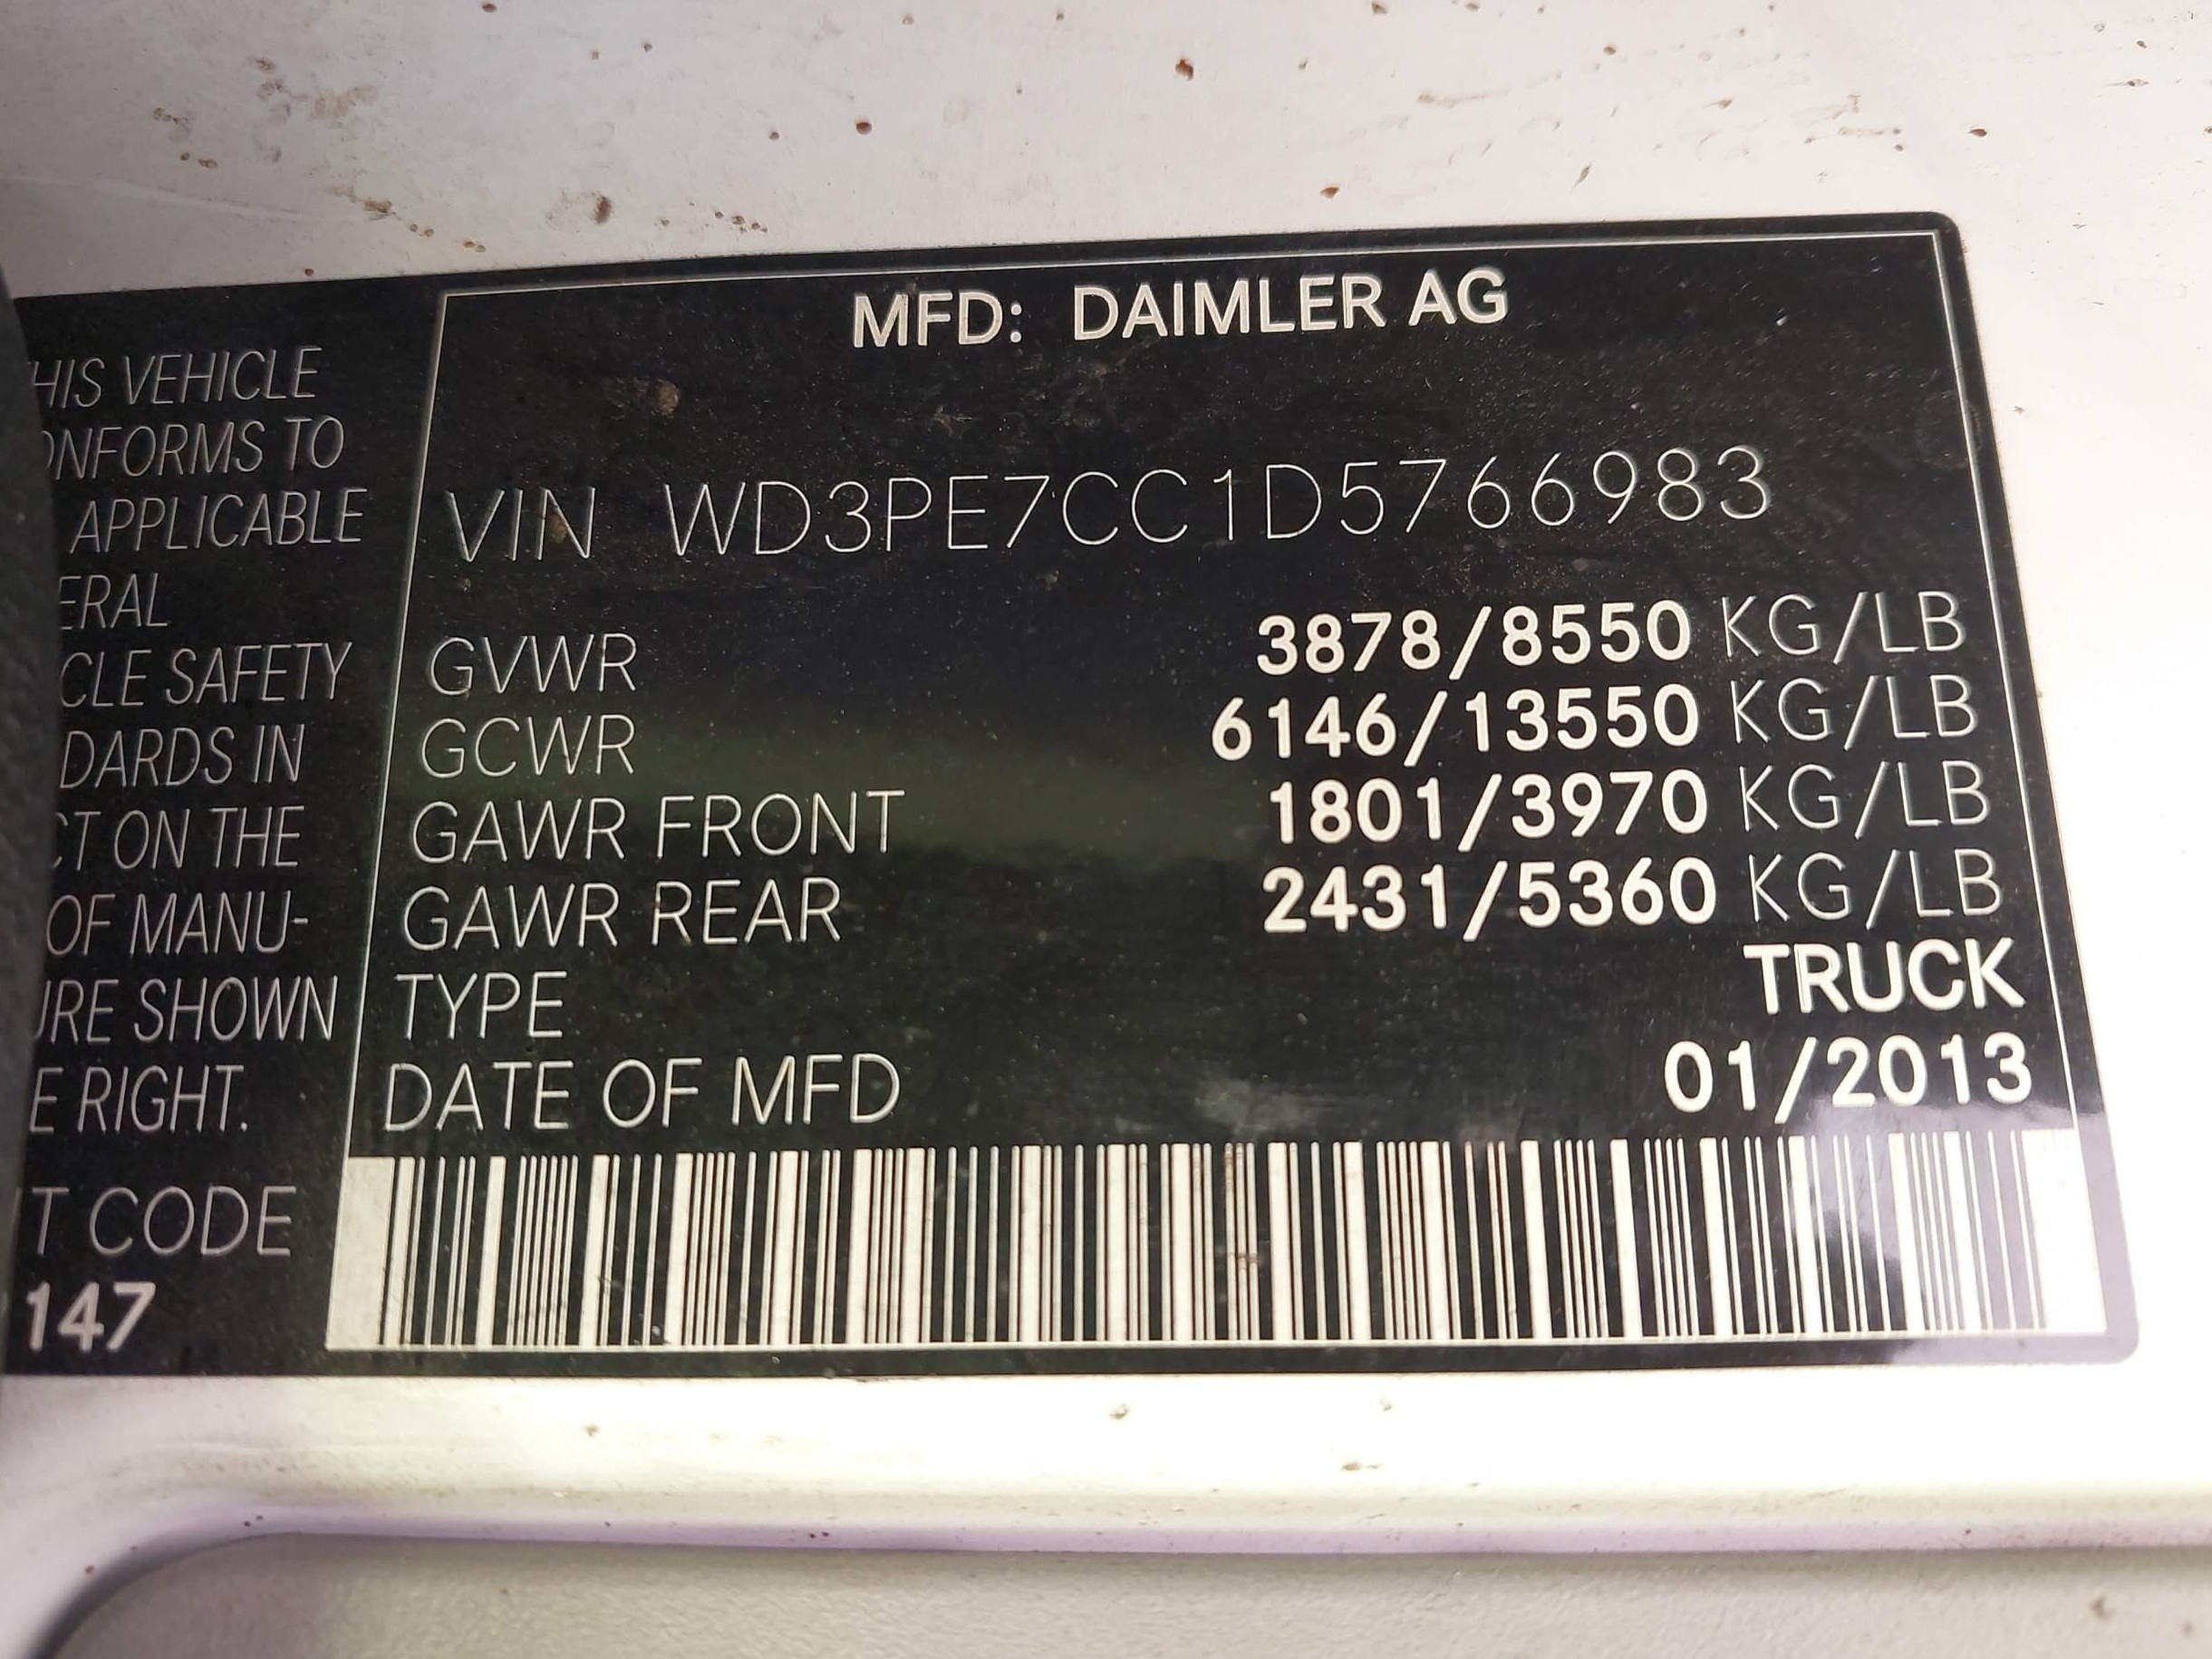 HIS VEHICLE
ONFORMS TO
APPLICABLE
ERAL
CLE SAFETY
DARDS IN
CT ON THE
OF MANU-
URE SHOWN
E RIGHT.
T CODE
147
MFD: DAIMLER AG
VIN WD3PE7CC1D5766983
GVWR 3878/8550 KG/LB
GCWR 6146/13550 KG/LB
GAWR FRONT 1801/3970 KG/LB
GAWR REAR 2431/5360 KG/LB
TYPE TRUCK
DATE OF MFD 01/2013